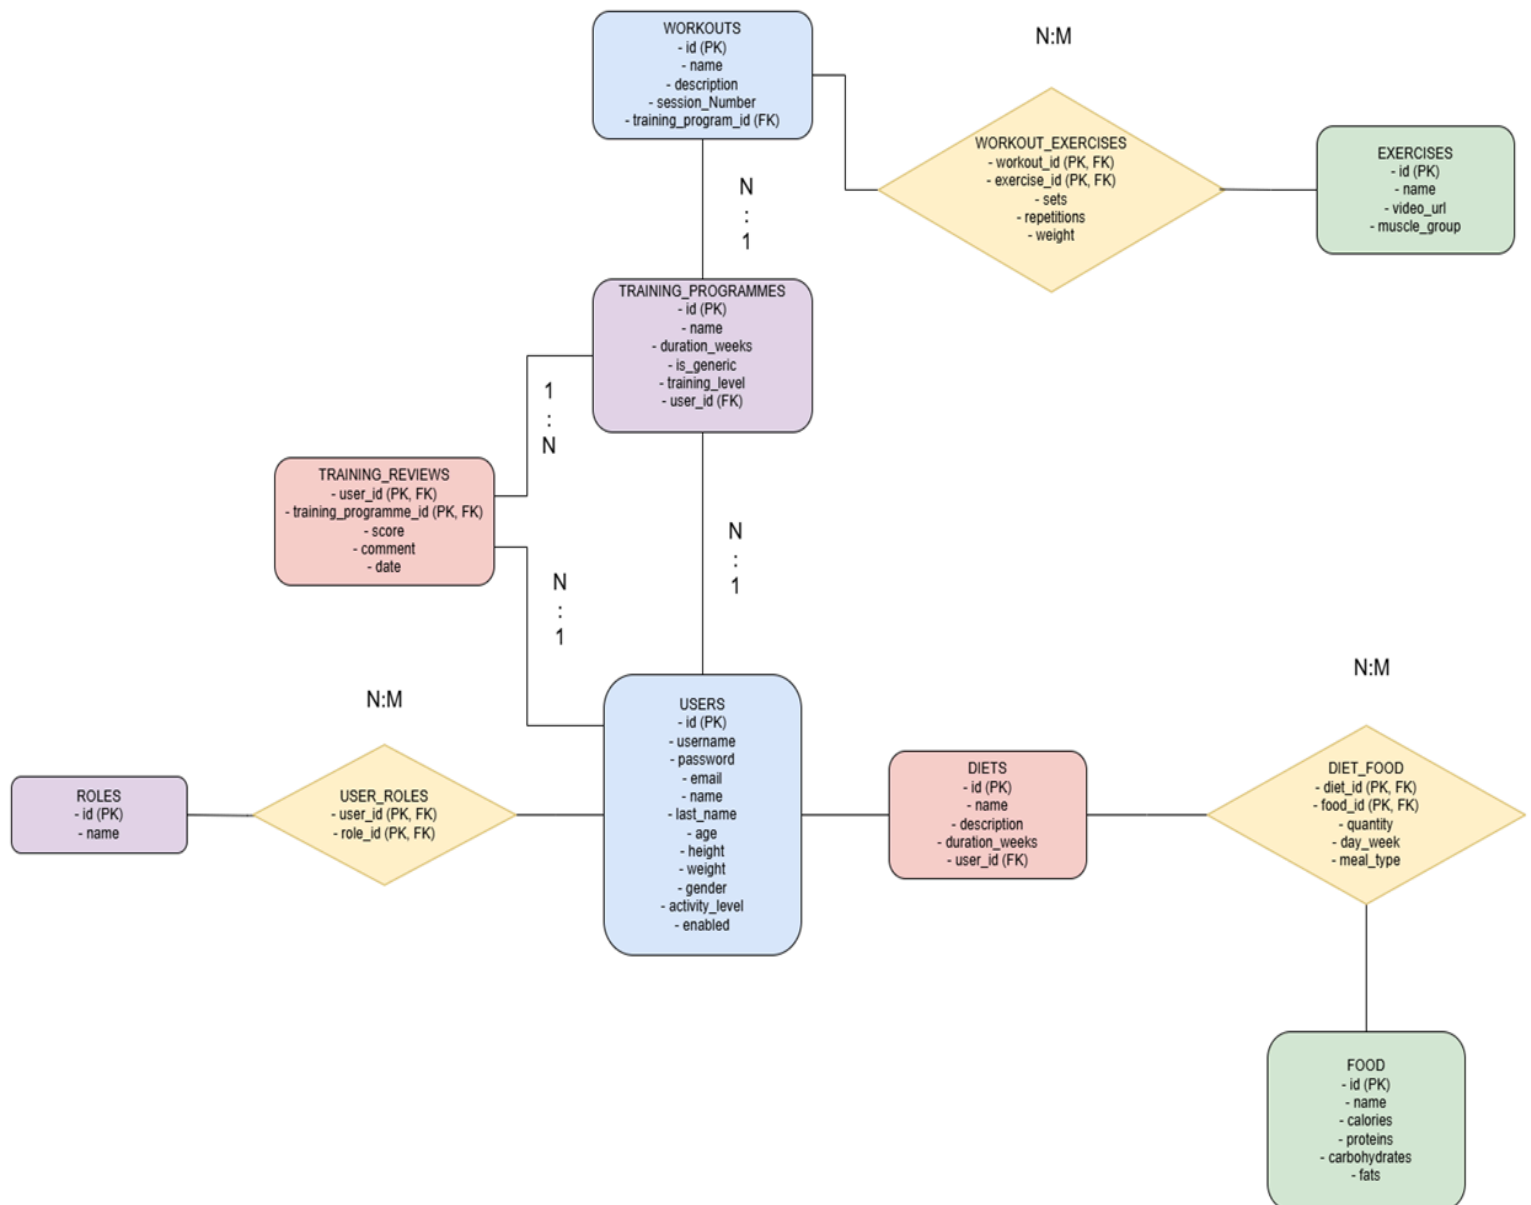 WORKOUTS
- id (PK)
- name
- description
- session_Number
- training_program_id (FK)
N:M
WORKOUT_EXERCISES
- workout_id (PK, FK)
- exercise_id (PK, FK)
- sets
- repetitions
- weight
EXERCISES
- id (PK)
- name
- video_url
- muscle_group
N
:
1
TRAINING_PROGRAMMES
- id (PK)
- name
- duration_weeks
- is_generic
- training_level
- user_id (FK)
1
:
N
TRAINING_REVIEWS
- user_id (PK, FK)
- training_programme_id (PK, FK)
- score
- comment
- date
N
:
1
N
:
1
N:M
ROLES
- id (PK)
- name
USER_ROLES
- user_id (PK, FK)
- role_id (PK, FK)
USERS
- id (PK)
- username
- password
- email
- name
- last_name
- age
- height
- weight
- gender
- activity_level
- enabled
DIETS
- id (PK)
- name
- description
- duration_weeks
- user_id (FK)
N:M
DIET_FOOD
- diet_id (PK, FK)
- food_id (PK, FK)
- quantity
- day_week
- meal_type
FOOD
- id (PK)
- name
- calories
- proteins
- carbohydrates
- fats